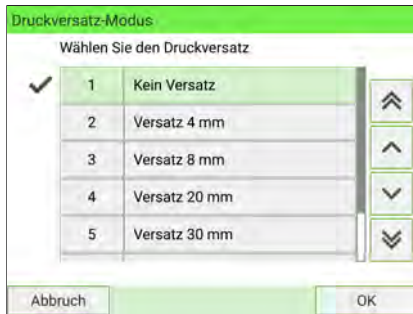 Druckversatz-Modus
Wählen Sie den Druckversatz
1 Kein Versatz
2 Versatz 4 mm
3 Versatz 8 mm
4 Versatz 20 mm
5 Versatz 30 mm
Abbruch OK